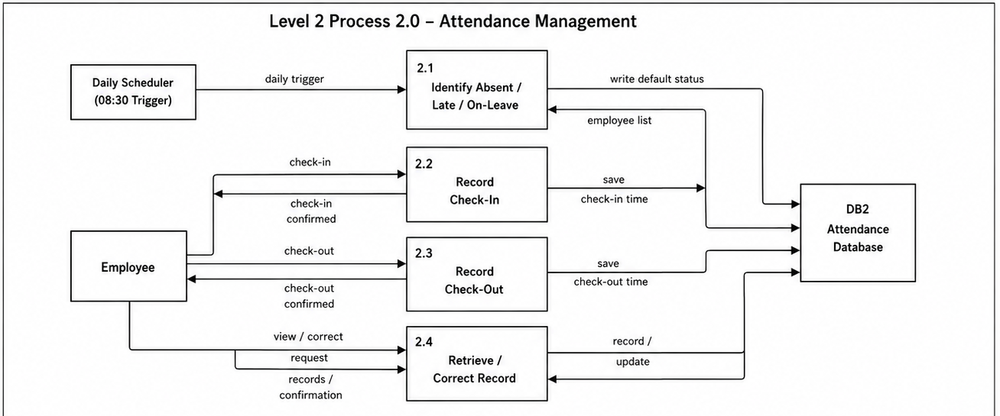 Level 2 Process 2.0 – Attendance Management
Daily Scheduler
(08:30 Trigger)
daily trigger
2.1
Identify Absent /
Late / On-Leave
write default status
employee list
check-in
check-in
confirmed
2.2
Record
Check-In
save
check-in time
DB2
Attendance
Database
Employee
check-out
check-out
confirmed
2.3
Record
Check-Out
save
check-out time
view / correct
request
records /
confirmation
2.4
Retrieve /
Correct Record
record /
update